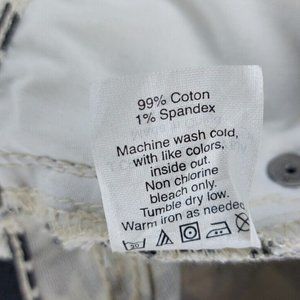 99% Coton
1% Spandex
Machine wash cold,
with like colors,
inside out.
Non chlorine
bleach only.
Tumble dry low.
Warm iron as needed